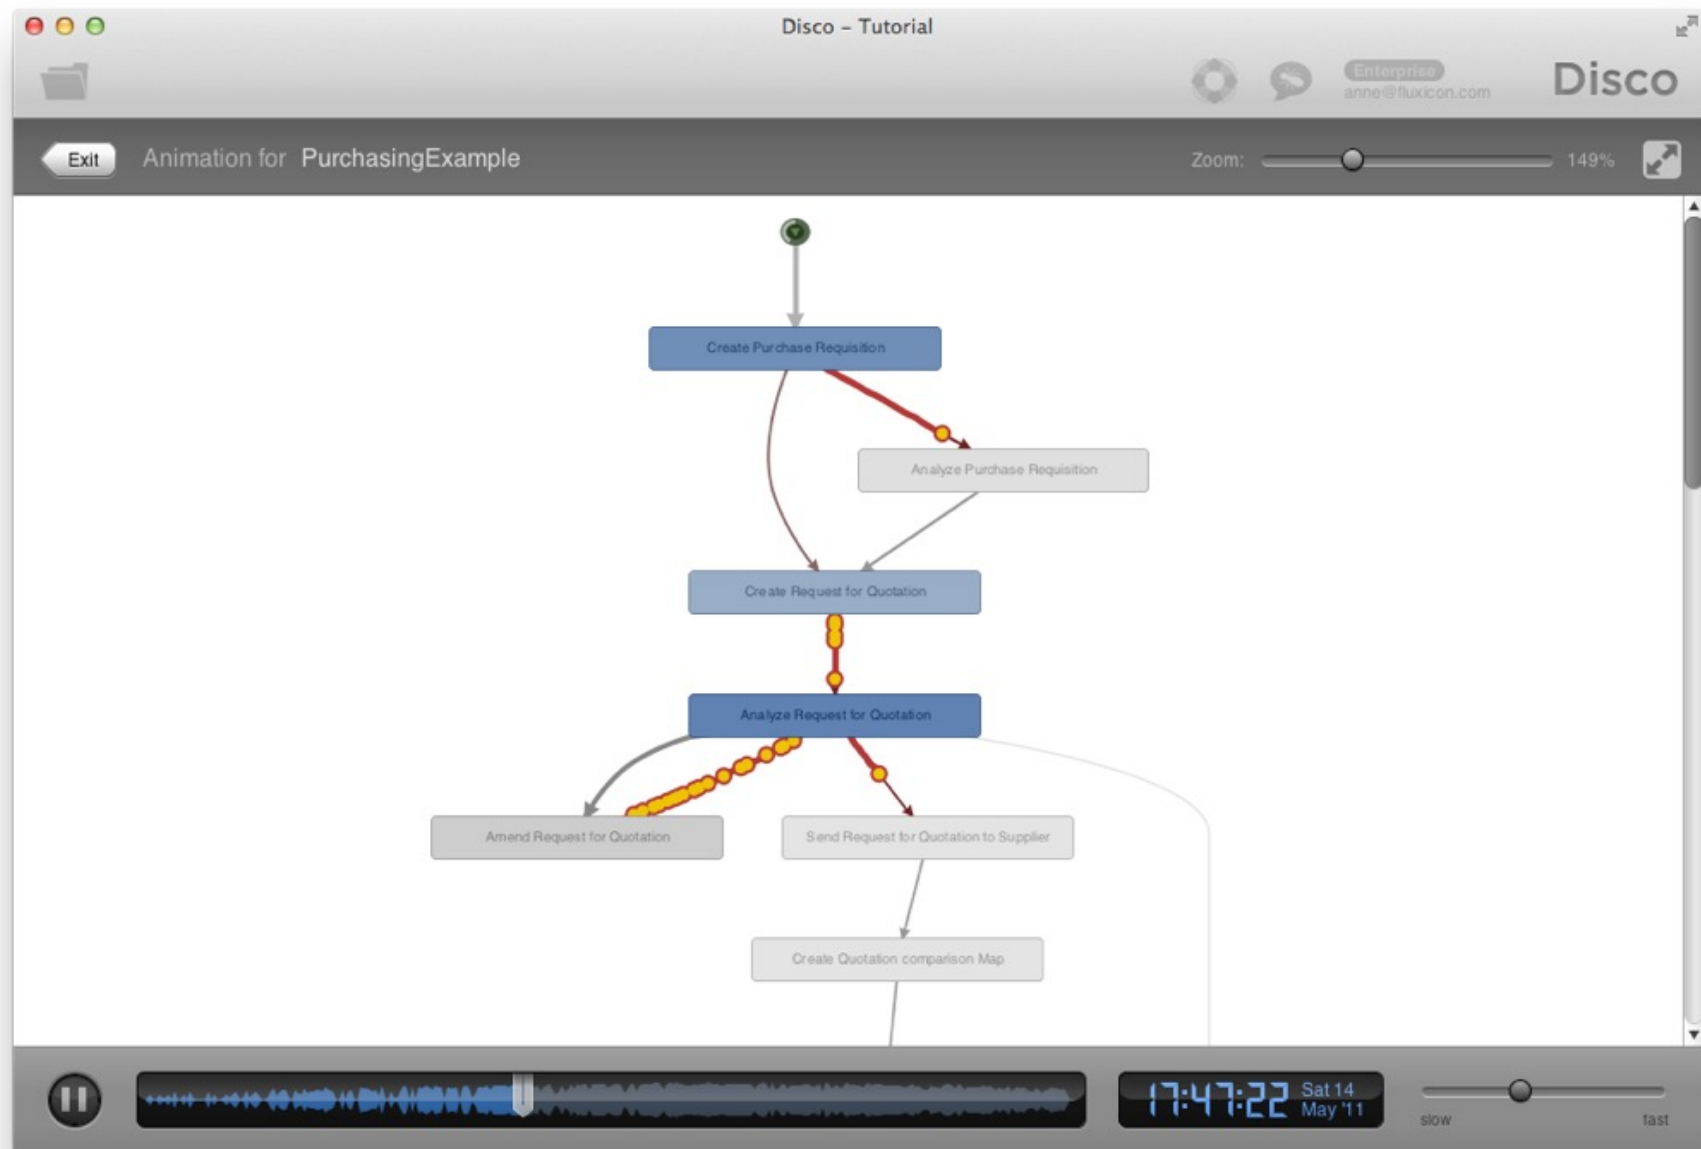 Disco – Tutorial
Enterprise
anne@fluxicon.com
Disco
Exit
Animation for PurchasingExample
Zoom:
149%
Create Purchase Requisition
Analyze Purchase Requisition
Create Request for Quotation
Analyze Request for Quotation
Amend Request for Quotation
Send Request for Quotation to Supplier
Create Quotation comparison Map
17:47:22
Sat 14
May '11
slow
fast